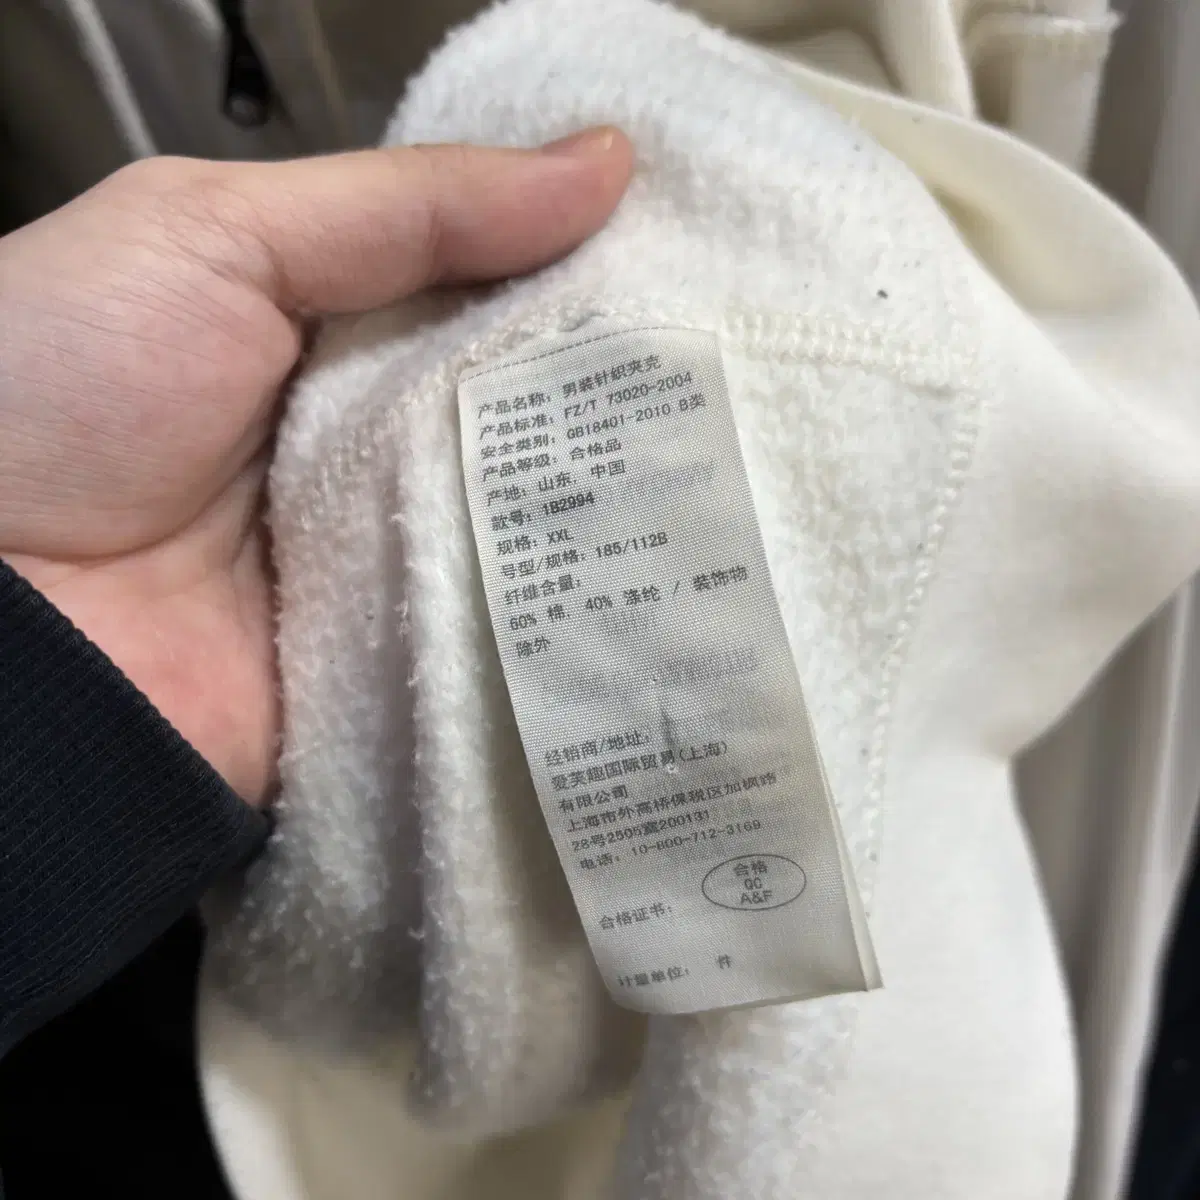 产品名称: 男装针织夹克
产品标准: FZ/T 73020-2004
安全类别: GB18401-2010 B类
产品等级: 合格品
产地: 山东, 中国
款号: 182994
规格: XXL
号型/规格: 185/112B
纤维含量:
60% 棉, 40% 涤纶 / 装饰物
除外
经销商/地址:
爱芙趣国际贸易(上海)
有限公司
上海市外高桥保税区加枫路
28号2505室200131
电话: 10-800-712-3169
合格
QC
A&F
合格证书:
计量单位: 件